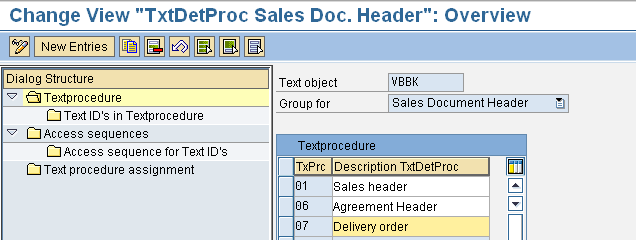 Change View "TxtDetProc Sales Doc. Header": Overview
New Entries
Dialog Structure
Textprocedure
Text ID's in Textprocedure
Access sequences
Access sequence for Text ID's
Text procedure assignment
Text object VBBK
Group for Sales Document Header
Textprocedure
TxPrc Description TxtDetProc
01 Sales header
06 Agreement Header
07 Delivery order